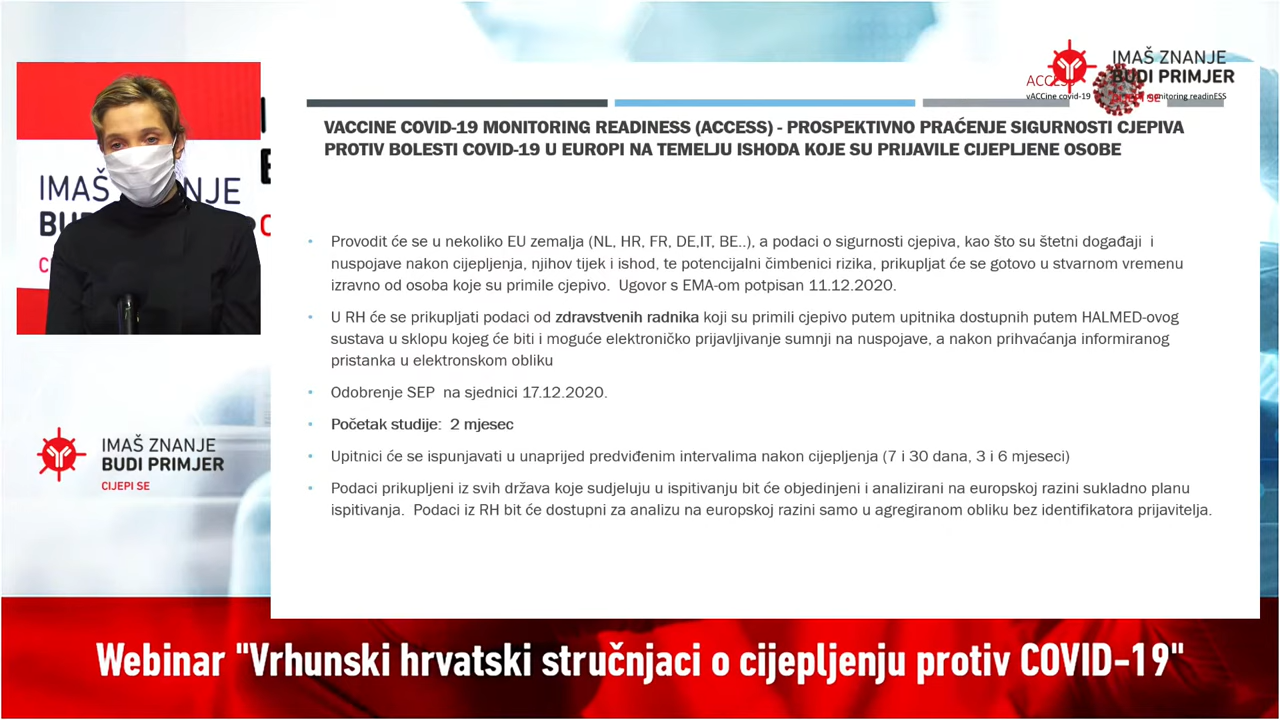 ACCESS
vACCine covid-19 monitoring readinESS
IMAŠ ZNANJE
BUDI PRIMJER
VACCINE COVID-19 MONITORING READINESS (ACCESS) - PROSPEKTIVNO PRAĆENJE SIGURNOSTI CJEPIVA
PROTIV BOLESTI COVID-19 U EUROPI NA TEMELJU ISHODA KOJE SU PRIJAVILE CIJEPLJENE OSOBE
• Provodit će se u nekoliko EU zemalja (NL, HR, FR, DE,IT, BE..), a podaci o sigurnosti cjepiva, kao što su štetni događaji i
nuspojave nakon cijepljenja, njihov tijek i ishod, te potencijalni čimbenici rizika, prikupljat će se gotovo u stvarnom vremenu
izravno od osoba koje su primile cjepivo. Ugovor s EMA-om potpisan 11.12.2020.
• U RH će se prikupljati podaci od zdravstvenih radnika koji su primili cjepivo putem upitnika dostupnih putem HALMED-ovog
sustava u sklopu kojeg će biti i moguće elektroničko prijavljivanje sumnji na nuspojave, a nakon prihvaćanja informiranog
pristanka u elektronskom obliku
• Odobrenje SEP na sjednici 17.12.2020.
• Početak studije: 2 mjesec
• Upitnici će se ispunjavati u unaprijed predviđenim intervalima nakon cijepljenja (7 i 30 dana, 3 i 6 mjeseci)
• Podaci prikupljeni iz svih država koje sudjeluju u ispitivanju bit će objedinjeni i analizirani na europskoj razini sukladno planu
ispitivanja. Podaci iz RH bit će dostupni za analizu na europskoj razini samo u agregiranom obliku bez identifikatora prijavitelja.
IMAŠ ZNANJE
BUDI PRIMJER
CIJEPI SE
Webinar "Vrhunski hrvatski stručnjaci o cijepljenju protiv COVID-19"